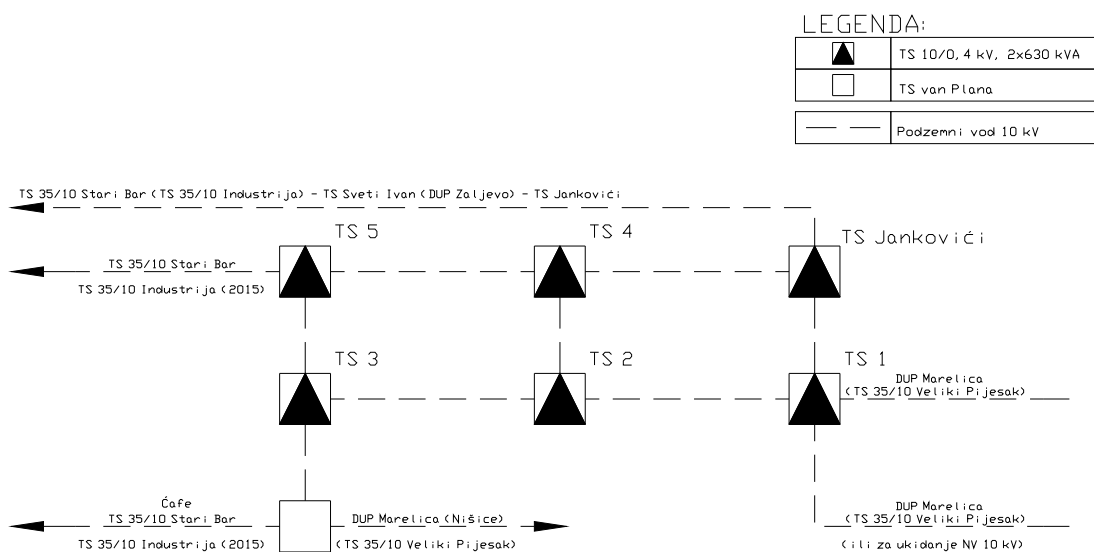 LEGENDA:
TS 10/0,4 kV, 2x630 kVA
TS van Plana
Podzemni vod 10 kV
TS 35/10 Stari Bar (TS 35/10 Industrija) - TS Sveti Ivan (DUP Zaljevo) - TS Jankovići
TS 5
TS 4
TS Jankovići
TS 35/10 Stari Bar
TS 35/10 Industrija (2015)
TS 3
TS 2
TS 1
DUP Marelica
(TS 35/10 Veliki Pijesak)
Ćafe
TS 35/10 Stari Bar
TS 35/10 Industrija (2015)
DUP Marelica (Nišice)
(TS 35/10 Veliki Pijesak)
DUP Marelica
(TS 35/10 Veliki Pijesak)
(ili za ukidanje NV 10 kV)